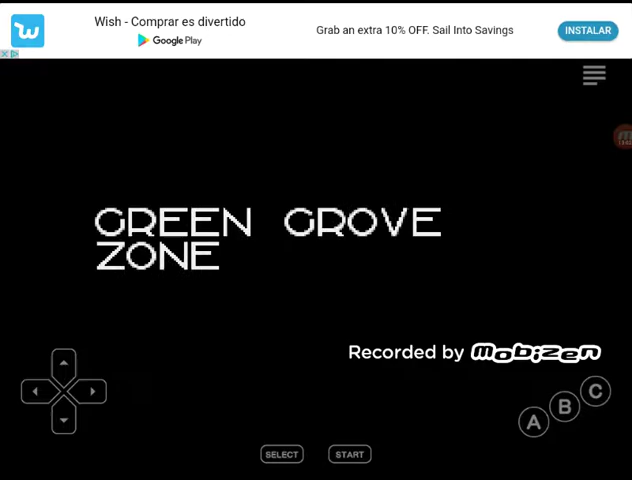 Wish - Comprar es divertido
Google Play
Grab an extra 10% OFF. Sail Into Savings
INSTALAR
GREEN GROVE
ZONE
Recorded by mobizen
A B C
SELECT START